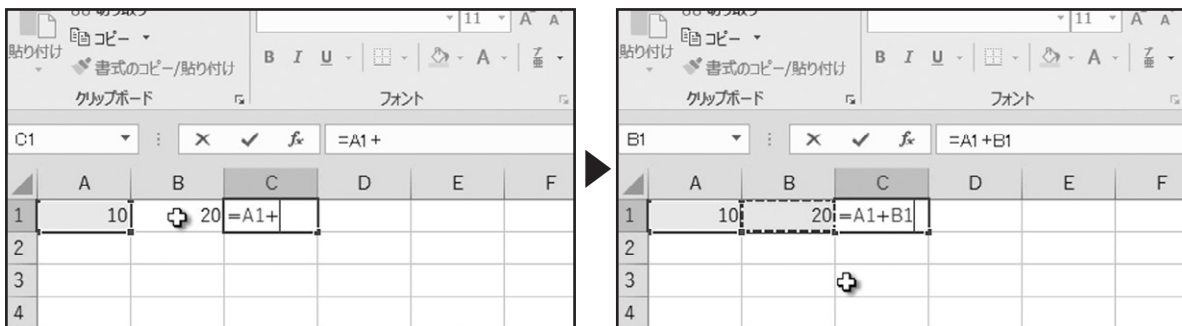 11 A A
貼り付け コピー
書式のコピー/貼り付け B I U A ア亜
クリップボード フォント
C1 fx =A1+
A B C D E F
1 10 20 =A1+
2
3
4
11 A A
貼り付け コピー
書式のコピー/貼り付け B I U A ア亜
クリップボード フォント
B1 fx =A1+B1
A B C D E F
1 10 20 =A1+B1
2
3
4